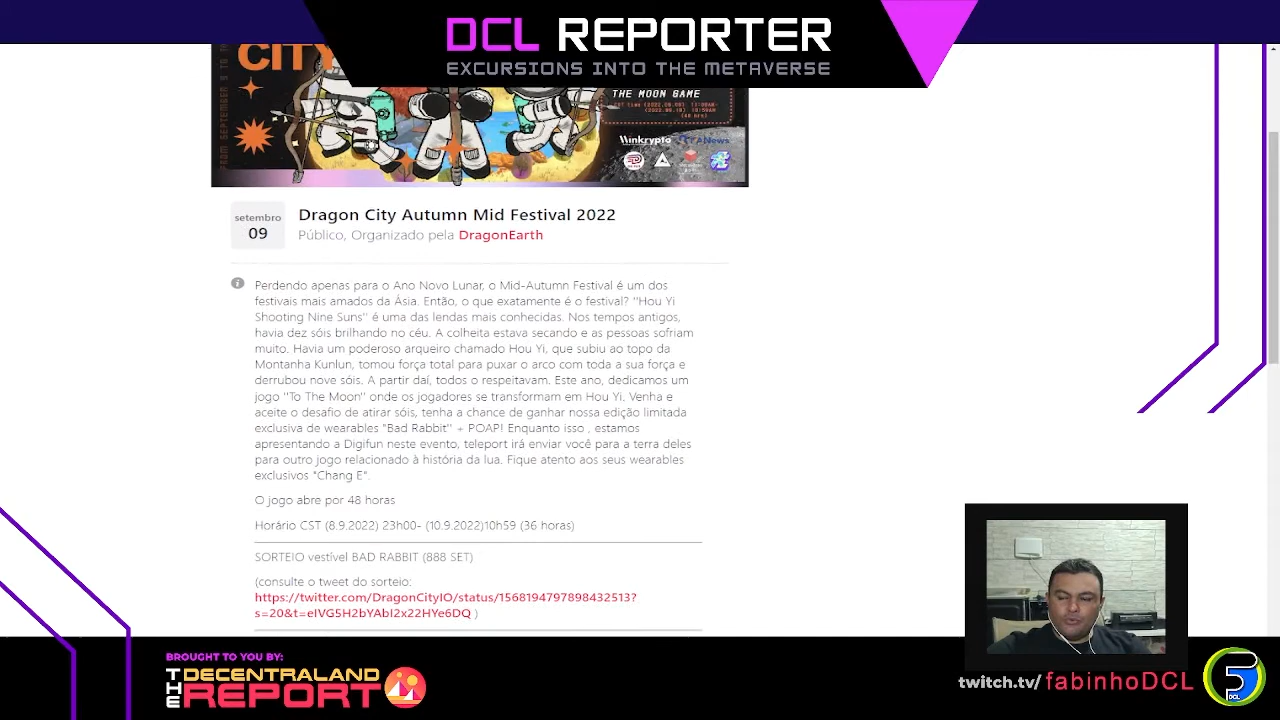 DCL REPORTER
EXCURSIONS INTO THE METAVERSE
CITY
THE MOON GAME
Winkrypto
setembro
09
Dragon City Autumn Mid Festival 2022
Público, Organizado pela DragonEarth
Perdendo apenas para o Ano Novo Lunar, o Mid-Autumn Festival é um dos
festivais mais amados da Ásia. Então, o que exatamente é o festival? "Hou Yi
Shooting Nine Suns" é uma das lendas mais conhecidas. Nos tempos antigos,
havia dez sóis brilhando no céu. A colheita estava secando e as pessoas sofriam
muito. Havia um poderoso arqueiro chamado Hou Yi, que subiu ao topo da
Montanha Kunlun, tomou força total para puxar o arco com toda a sua força e
derrubou nove sóis. A partir daí, todos o respeitavam. Este ano, dedicamos um
jogo "To The Moon" onde os jogadores se transformam em Hou Yi. Venha e
aceite o desafio de atirar sóis, tenha a chance de ganhar nossa edição limitada
exclusiva de wearables "Bad Rabbit" + POAP! Enquanto isso , estamos
apresentando a Digifun neste evento, teleport irá enviar você para a terra deles
para outro jogo relacionado à história da lua. Fique atento aos seus wearables
exclusivos "Chang E".
O jogo abre por 48 horas
Horário CST (8.9.2022) 23h00- (10.9.2022)10h59 (36 horas)
SORTEIO vestível BAD RABBIT (888 SET)
(consulte o tweet do sorteio:
https://twitter.com/DragonCityIO/status/1568194797898432513?
s=20&t=eIVG5H2bYAbI2x22HYe6DQ )
BROUGHT TO YOU BY:
THE DECENTRALAND
REPORT
twitch.tv/fabinhoDCL
DCL